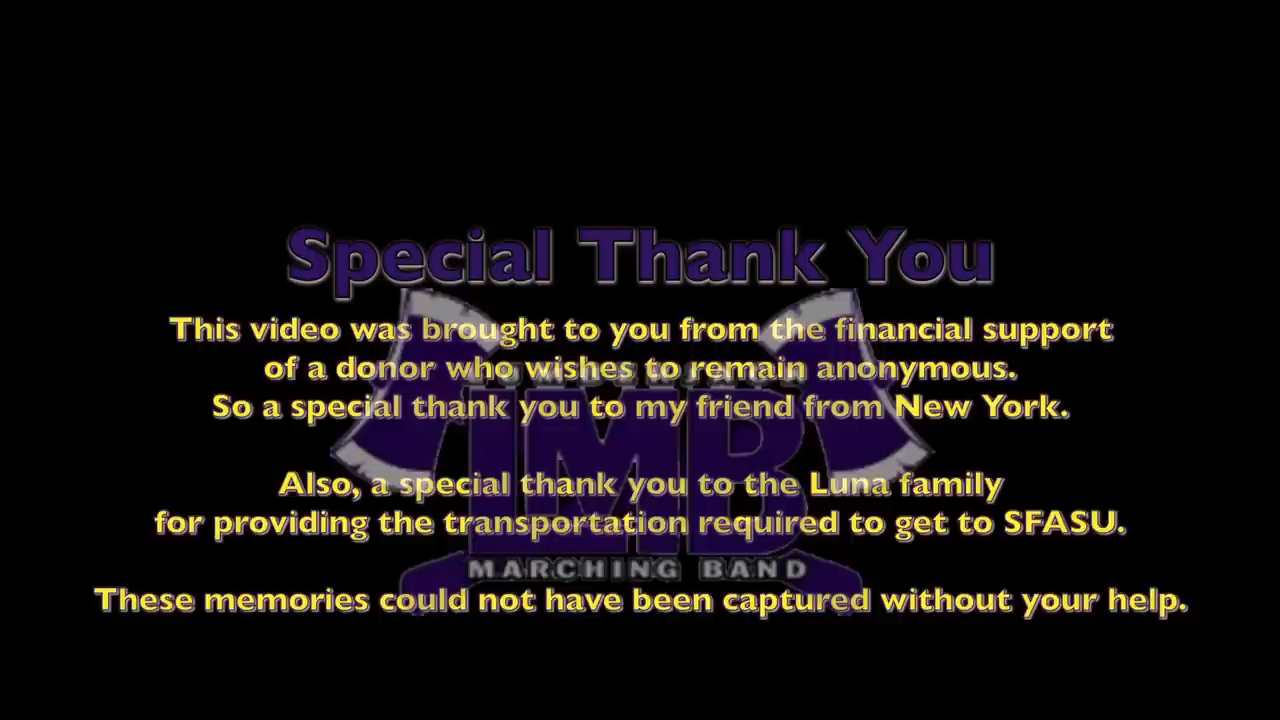 Special Thank You
This video was brought to you from the financial support
of a donor who wishes to remain anonymous.
So a special thank you to my friend from New York.
Also, a special thank you to the Luna family
for providing the transportation required to get to SFASU.
These memories could not have been captured without your help.
LUMBERJACK
LMB
MARCHING BAND